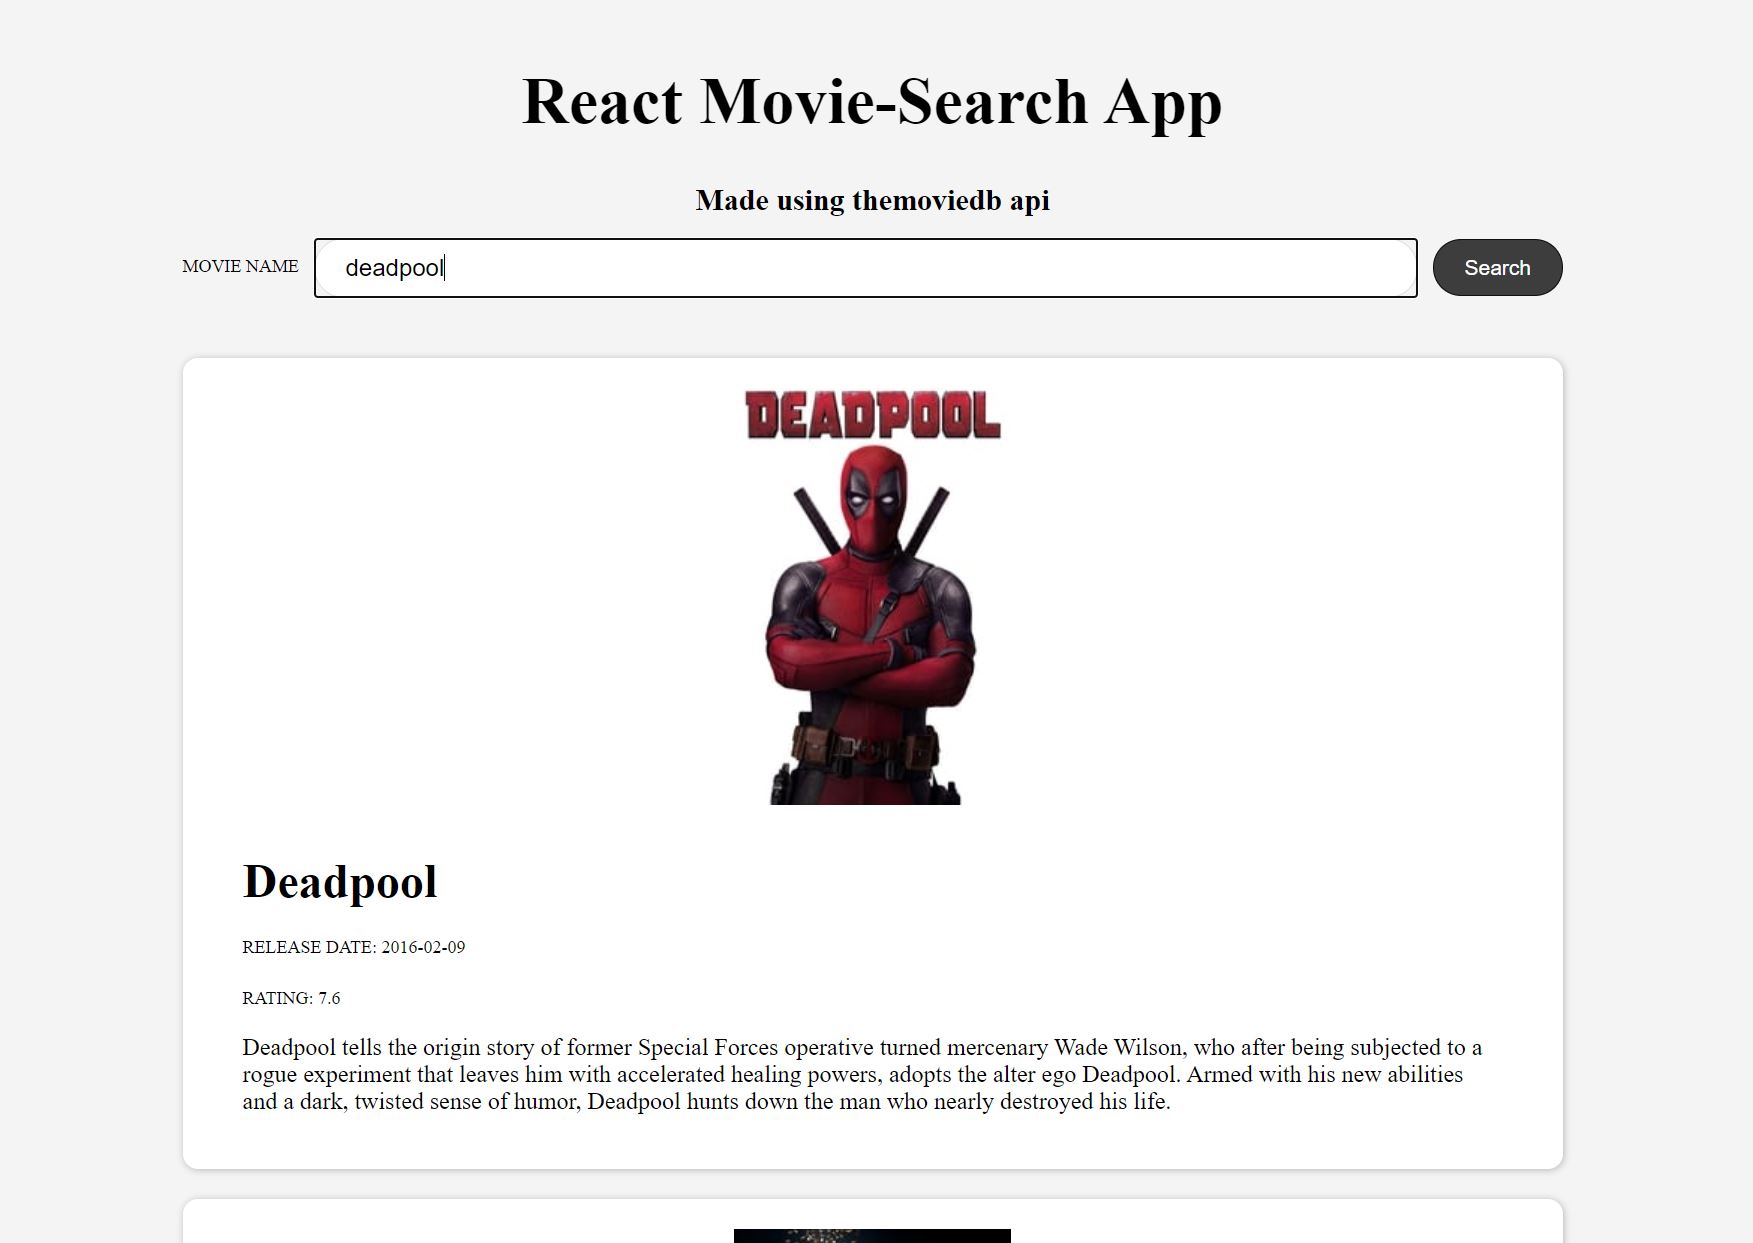 React Movie-Search App
Made using themoviedb api
MOVIE NAME
deadpool
Search
DEADPOOL
Deadpool
RELEASE DATE: 2016-02-09
RATING: 7.6
Deadpool tells the origin story of former Special Forces operative turned mercenary Wade Wilson, who after being subjected to a
rogue experiment that leaves him with accelerated healing powers, adopts the alter ego Deadpool. Armed with his new abilities
and a dark, twisted sense of humor, Deadpool hunts down the man who nearly destroyed his life.